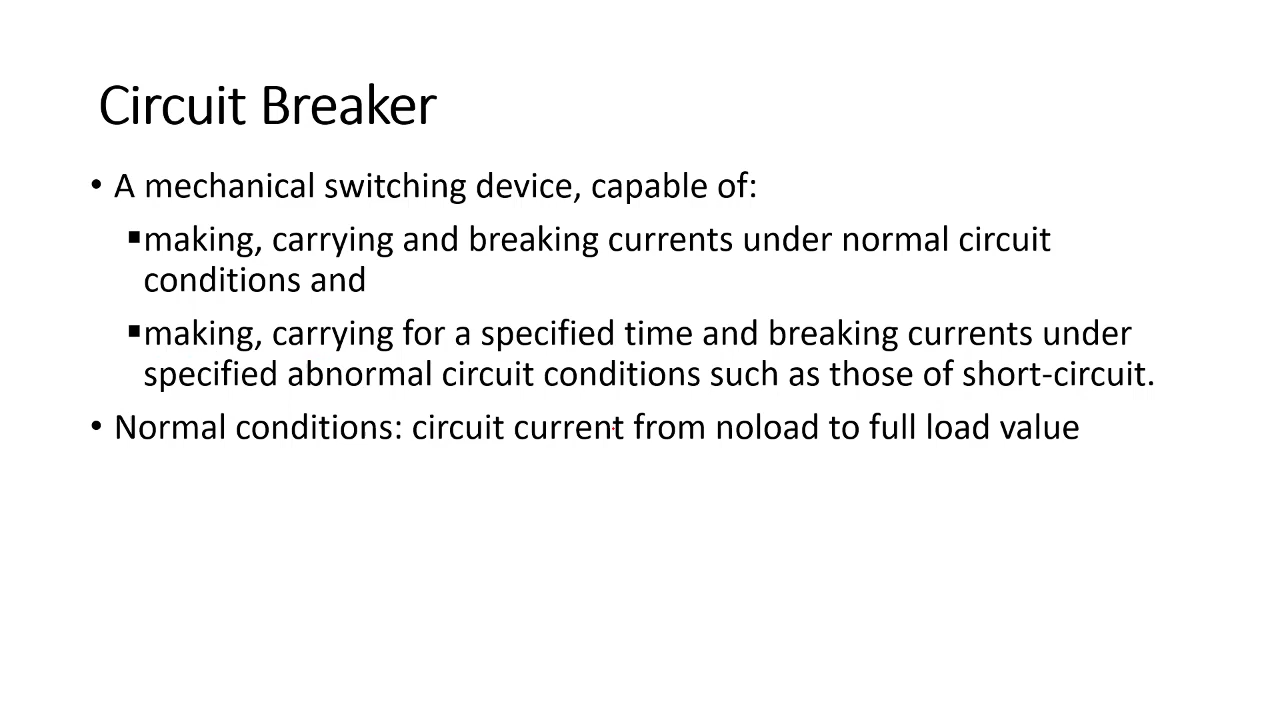 Circuit Breaker
• A mechanical switching device, capable of:
▪making, carrying and breaking currents under normal circuit
conditions and
▪making, carrying for a specified time and breaking currents under
specified abnormal circuit conditions such as those of short-circuit.
• Normal conditions: circuit current from noload to full load value